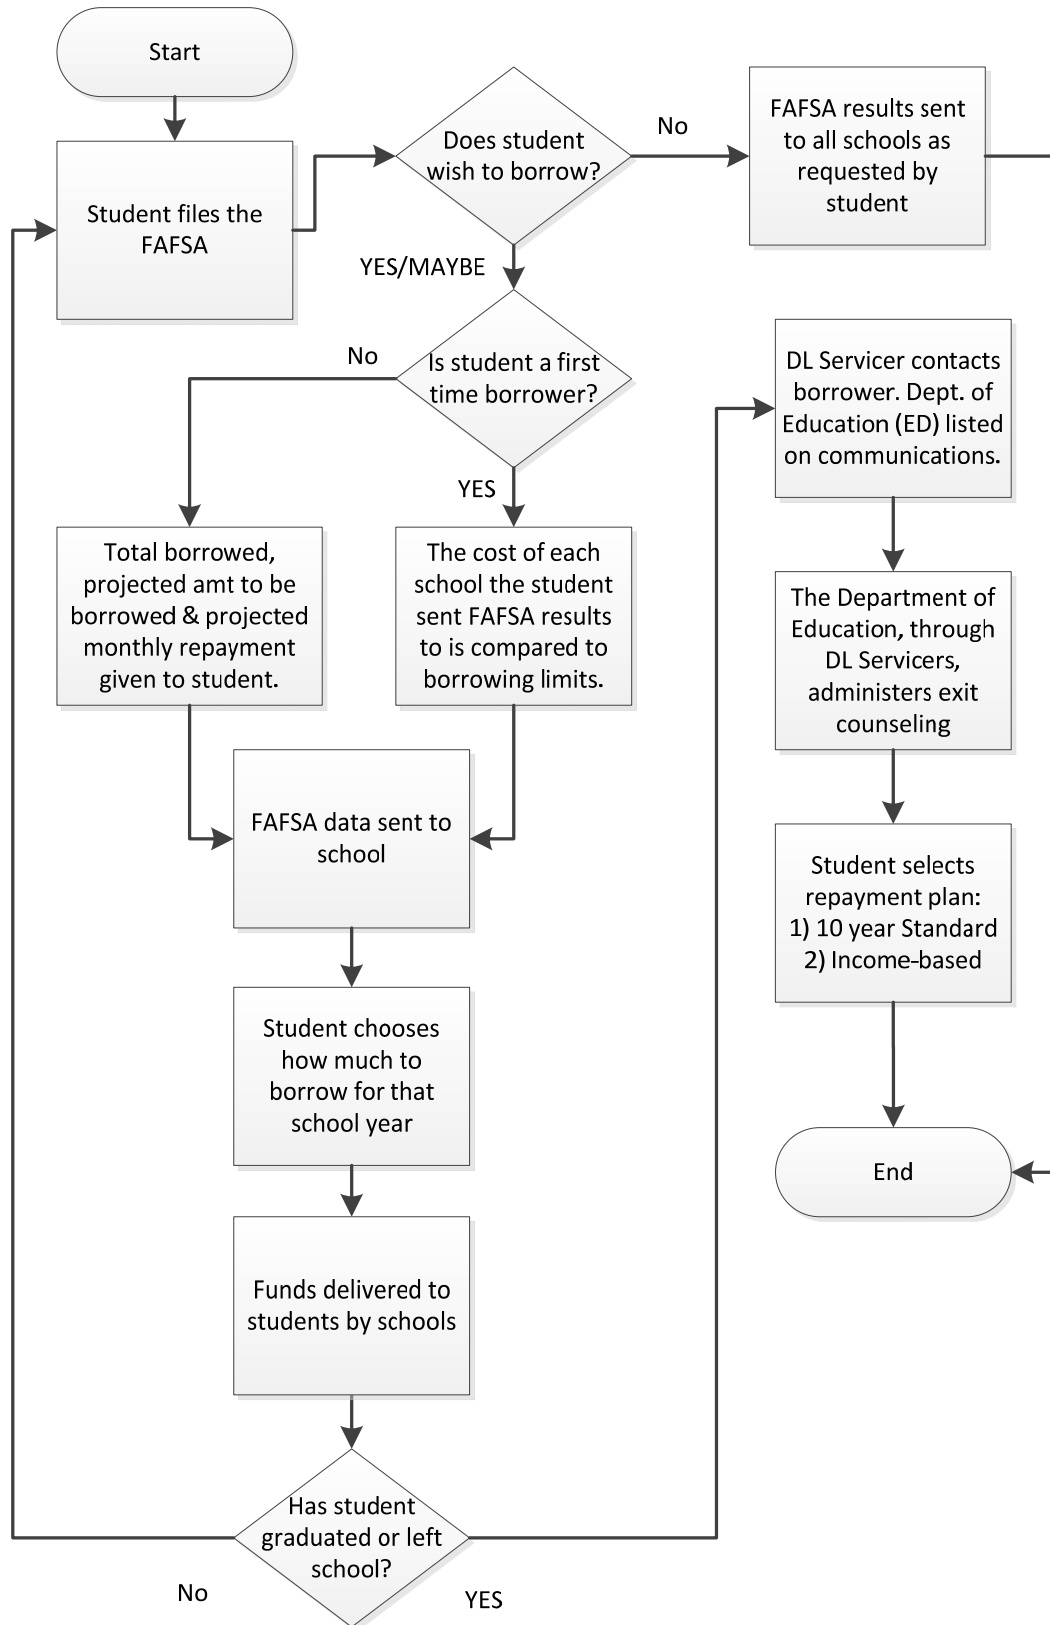 Start
Student files the
FAFSA
Does student
wish to borrow?
No
FAFSA results sent
to all schools as
requested by
student
YES/MAYBE
Is student a first
time borrower?
No
YES
Total borrowed,
projected amt to be
borrowed & projected
monthly repayment
given to student.
The cost of each
school the student
sent FAFSA results
to is compared to
borrowing limits.
FAFSA data sent to
school
Student chooses
how much to
borrow for that
school year
Funds delivered to
students by schools
Has student
graduated or left
school?
No
YES
DL Servicer contacts
borrower. Dept. of
Education (ED) listed
on communications.
The Department of
Education, through
DL Servicers,
administers exit
counseling
Student selects
repayment plan:
1) 10 year Standard
2) Income-based
End